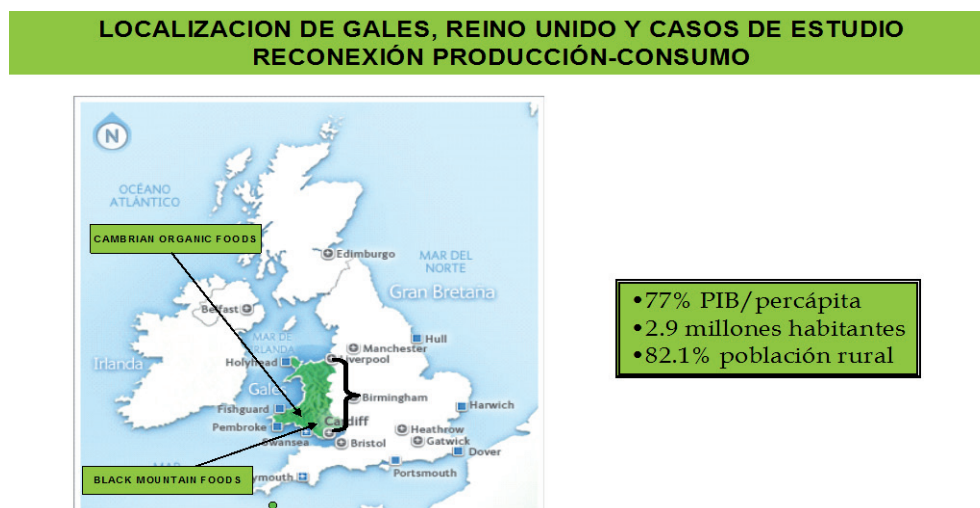 LOCALIZACION DE GALES, REINO UNIDO Y CASOS DE ESTUDIO
RECONEXIÓN PRODUCCIÓN-CONSUMO
N
OCÉANO
ATLÁNTICO
CAMBRIAN ORGANIC FOODS
Edimburgo
MAR DEL
NORTE
Gran Bretaña
Belfast
MAR DE
IRLANDA
Hull
Manchester
Liverpool
Irlanda
Holyhead
Gales
Birmingham
Fishguard
Harwich
Pembroke
Cardiff
Heathrow
Swansea
Bristol
Gatwick
Dover
MAR
BLACK MOUNTAIN FOODS
ymouth
Portsmouth
•77% PIB/percápita
•2.9 millones habitantes
•82.1% población rural